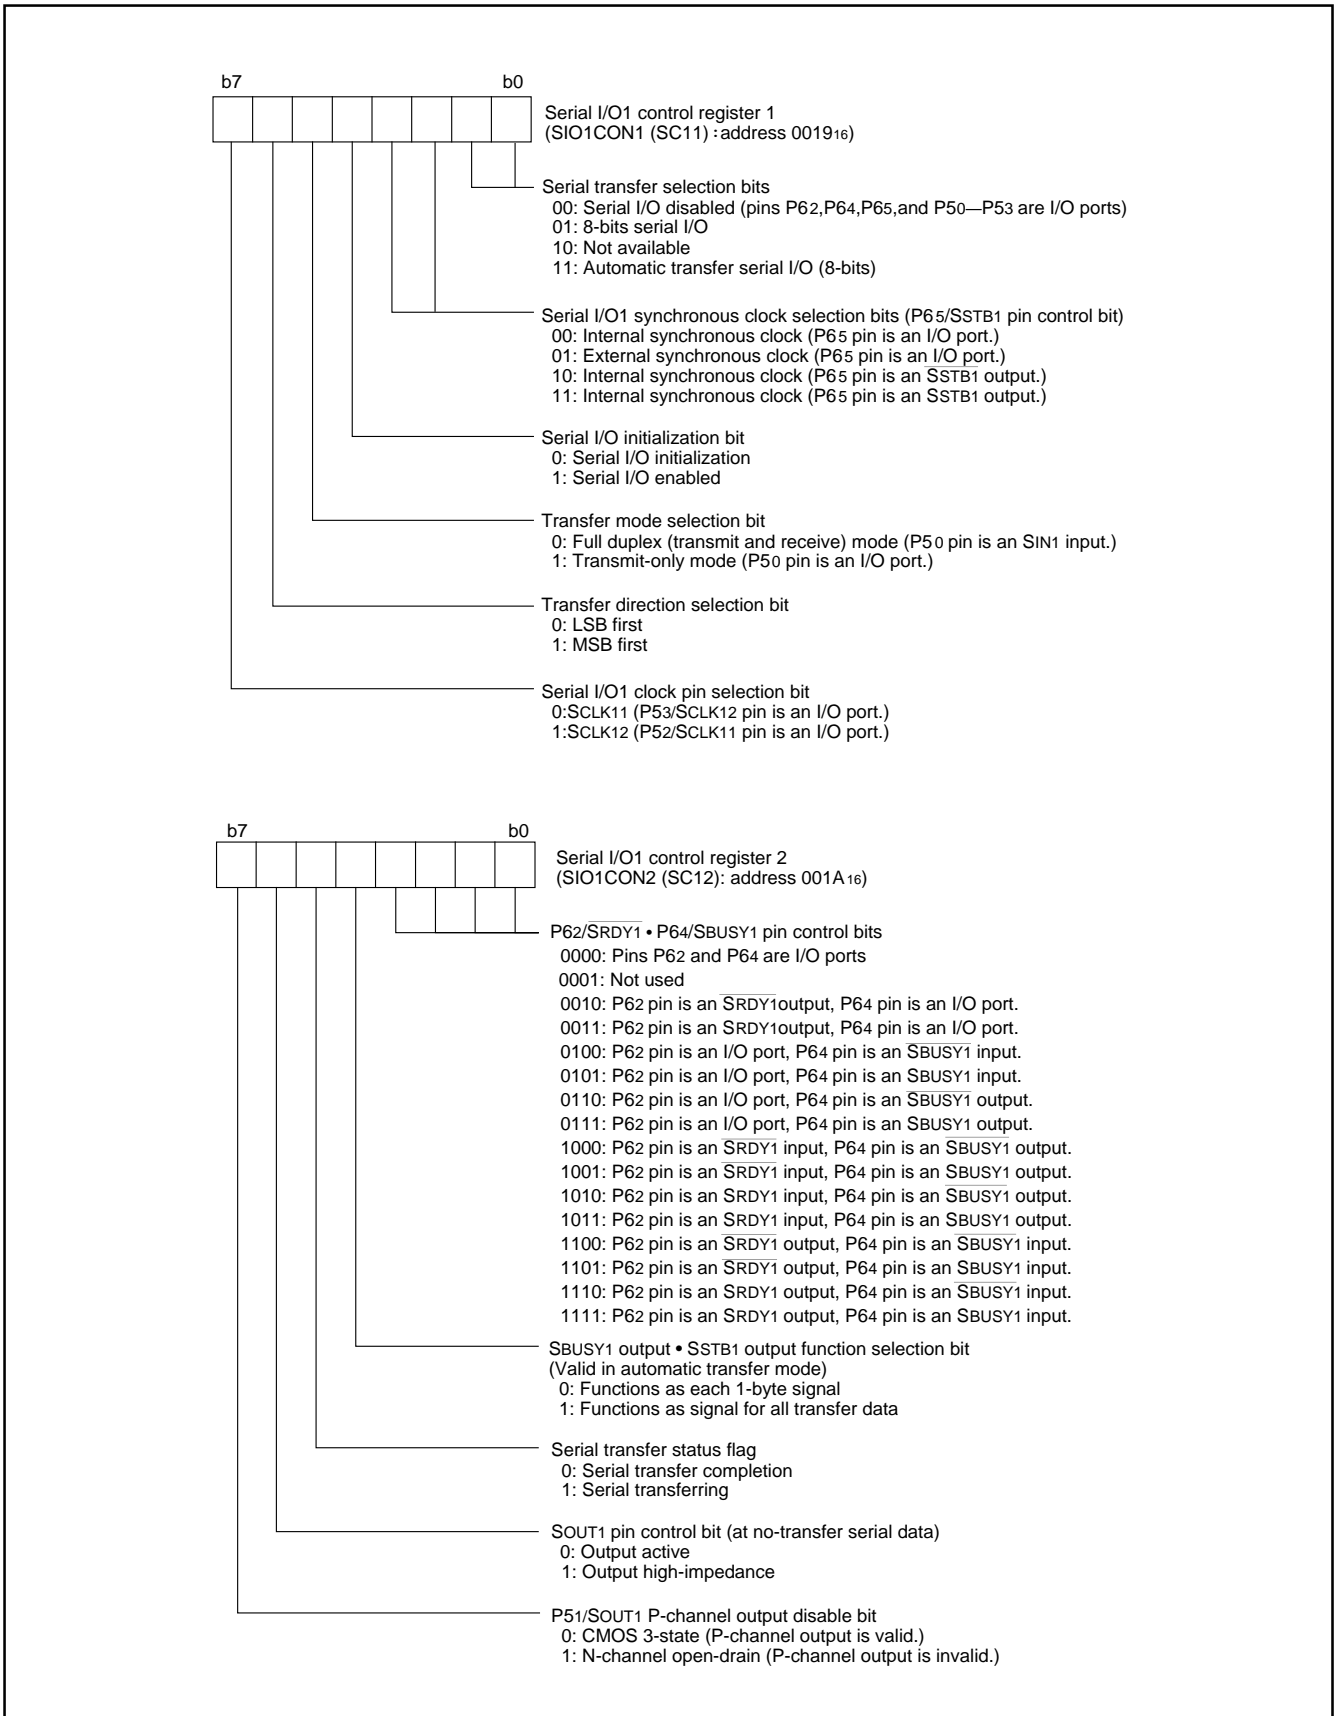 b7 b0
Serial I/O1 control register 1
(SIO1CON1 (SC11) : address 0019₁₆)
Serial transfer selection bits
00: Serial I/O disabled (pins P62,P64,P65,and P50—P53 are I/O ports)
01: 8-bits serial I/O
10: Not available
11: Automatic transfer serial I/O (8-bits)
Serial I/O1 synchronous clock selection bits (P65/SSTB1 pin control bit)
00: Internal synchronous clock (P65 pin is an I/O port.)
01: External synchronous clock (P65 pin is an I/O port.)
10: Internal synchronous clock (P65 pin is an S̅S̅T̅B̅1̅ output.)
11: Internal synchronous clock (P65 pin is an SSTB1 output.)
Serial I/O initialization bit
0: Serial I/O initialization
1: Serial I/O enabled
Transfer mode selection bit
0: Full duplex (transmit and receive) mode (P50 pin is an SIN1 input.)
1: Transmit-only mode (P50 pin is an I/O port.)
Transfer direction selection bit
0: LSB first
1: MSB first
Serial I/O1 clock pin selection bit
0:SCLK11 (P53/SCLK12 pin is an I/O port.)
1:SCLK12 (P52/SCLK11 pin is an I/O port.)
b7 b0
Serial I/O1 control register 2
(SIO1CON2 (SC12): address 001A₁₆)
P62/S̅R̅D̅Y̅1̅ • P64/SBUSY1 pin control bits
0000: Pins P62 and P64 are I/O ports
0001: Not used
0010: P62 pin is an S̅R̅D̅Y̅1̅output, P64 pin is an I/O port.
0011: P62 pin is an SRDY1output, P64 pin is an I/O port.
0100: P62 pin is an I/O port, P64 pin is an S̅B̅U̅S̅Y̅1̅ input.
0101: P62 pin is an I/O port, P64 pin is an SBUSY1 input.
0110: P62 pin is an I/O port, P64 pin is an S̅B̅U̅S̅Y̅1̅ output.
0111: P62 pin is an I/O port, P64 pin is an SBUSY1 output.
1000: P62 pin is an S̅R̅D̅Y̅1̅ input, P64 pin is an S̅B̅U̅S̅Y̅1̅ output.
1001: P62 pin is an S̅R̅D̅Y̅1̅ input, P64 pin is an SBUSY1 output.
1010: P62 pin is an SRDY1 input, P64 pin is an S̅B̅U̅S̅Y̅1̅ output.
1011: P62 pin is an SRDY1 input, P64 pin is an SBUSY1 output.
1100: P62 pin is an S̅R̅D̅Y̅1̅ output, P64 pin is an S̅B̅U̅S̅Y̅1̅ input.
1101: P62 pin is an S̅R̅D̅Y̅1̅ output, P64 pin is an SBUSY1 input.
1110: P62 pin is an SRDY1 output, P64 pin is an S̅B̅U̅S̅Y̅1̅ input.
1111: P62 pin is an SRDY1 output, P64 pin is an SBUSY1 input.
SBUSY1 output • SSTB1 output function selection bit
(Valid in automatic transfer mode)
0: Functions as each 1-byte signal
1: Functions as signal for all transfer data
Serial transfer status flag
0: Serial transfer completion
1: Serial transferring
SOUT1 pin control bit (at no-transfer serial data)
0: Output active
1: Output high-impedance
P51/SOUT1 P-channel output disable bit
0: CMOS 3-state (P-channel output is valid.)
1: N-channel open-drain (P-channel output is invalid.)